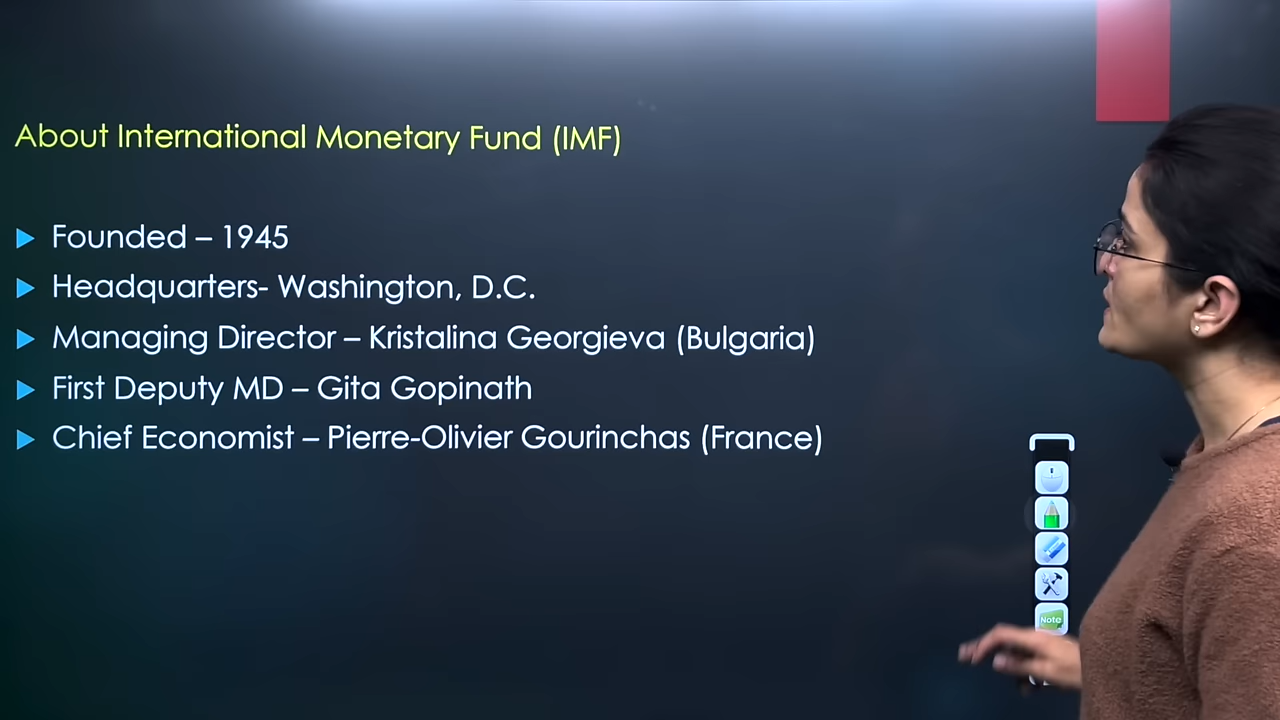 About International Monetary Fund (IMF)
Founded – 1945
Headquarters- Washington, D.C.
Managing Director – Kristalina Georgieva (Bulgaria)
First Deputy MD – Gita Gopinath
Chief Economist – Pierre-Olivier Gourinchas (France)
Note